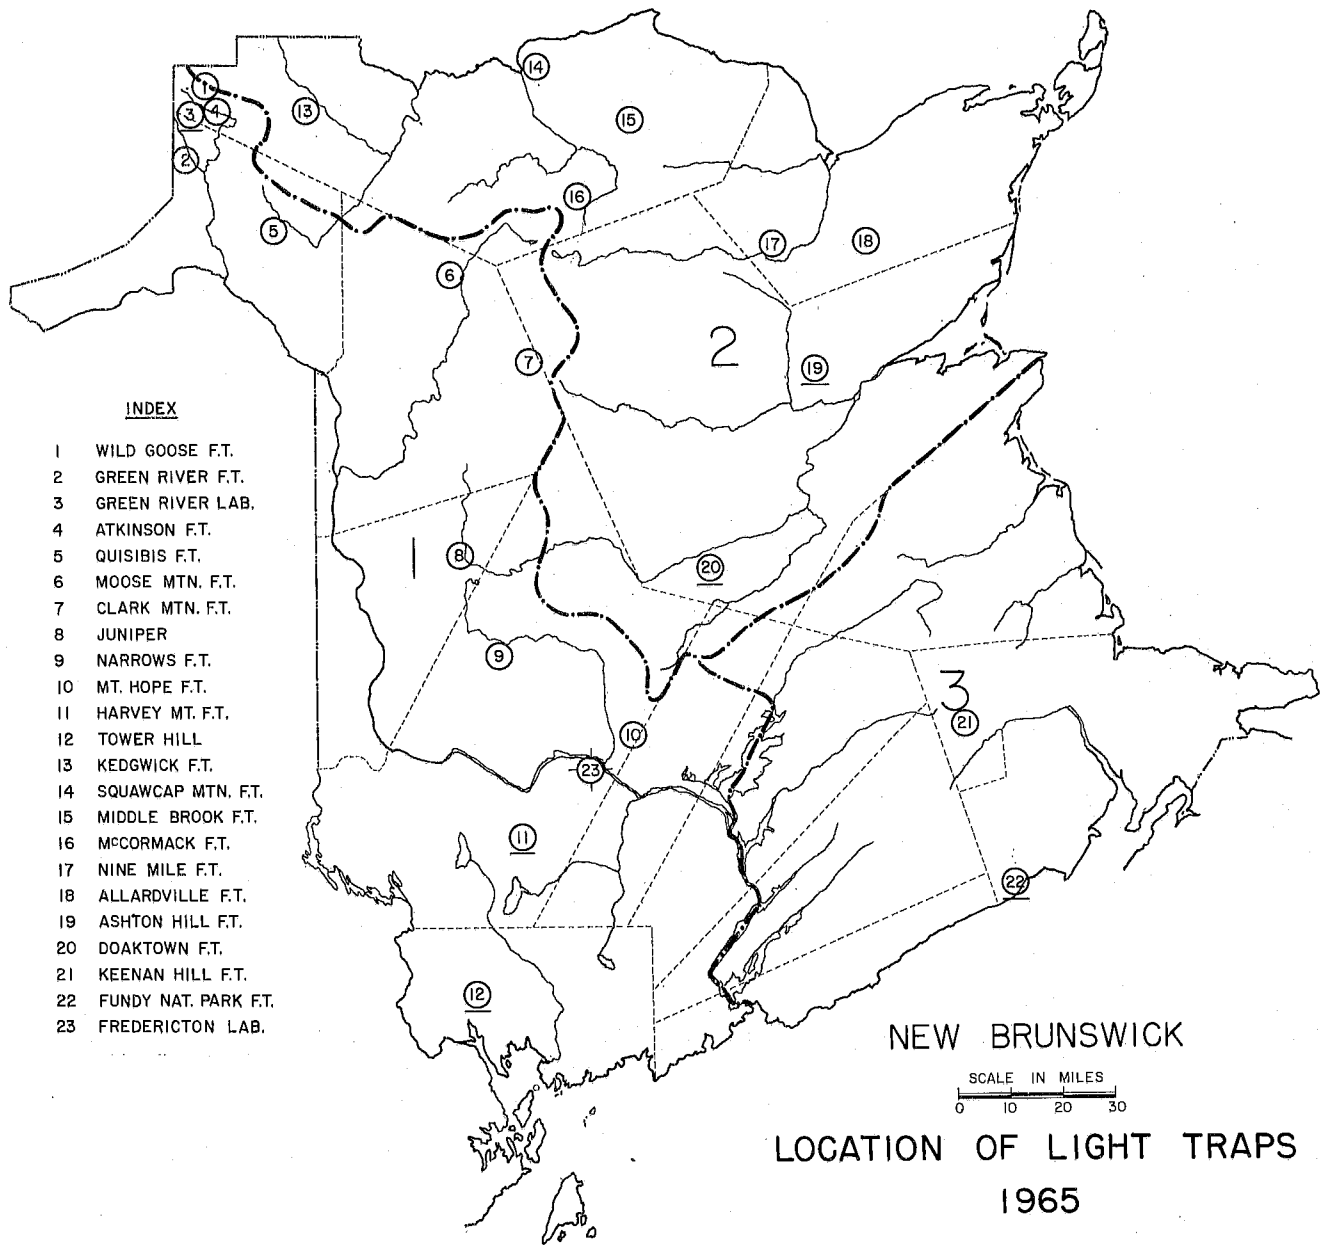 14
1
13
3
4
15
2
16
5
17
18
6
2
7
19
INDEX
1 WILD GOOSE F.T.
2 GREEN RIVER F.T.
3 GREEN RIVER LAB.
4 ATKINSON F.T.
5 QUISIBIS F.T.
6 MOOSE MTN. F.T.
7 CLARK MTN. F.T.
8 JUNIPER
9 NARROWS F.T.
10 MT. HOPE F.T.
11 HARVEY MT. F.T.
12 TOWER HILL
13 KEDGWICK F.T.
14 SQUAWCAP MTN. F.T.
15 MIDDLE BROOK F.T.
16 McCORMACK F.T.
17 NINE MILE F.T.
18 ALLARDVILLE F.T.
19 ASHTON HILL F.T.
20 DOAKTOWN F.T.
21 KEENAN HILL F.T.
22 FUNDY NAT. PARK F.T.
23 FREDERICTON LAB.
1
8
20
9
3
21
10
23
11
22
12
NEW BRUNSWICK
SCALE IN MILES
0 10 20 30
LOCATION OF LIGHT TRAPS
1965